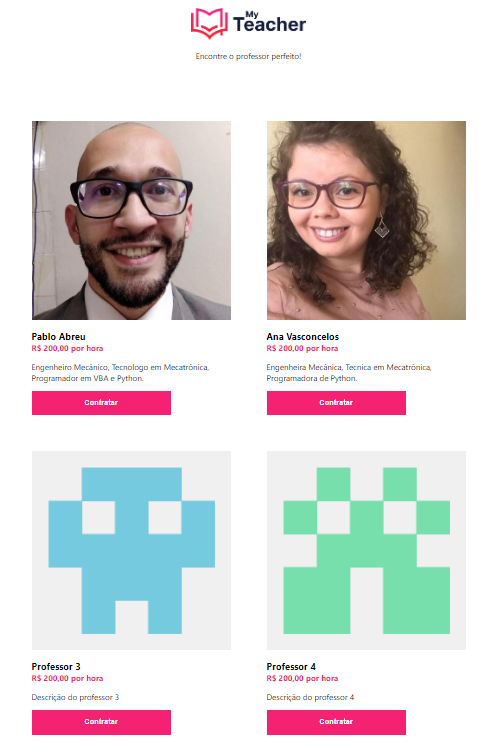 My
Teacher
Encontre o professor perfeito!
Pablo Abreu
R$ 200,00 por hora
Engenheiro Mecânico, Tecnologo em Mecatrônica,
Programador em VBA e Python.
Contratar
Ana Vasconcelos
R$ 200,00 por hora
Engenheira Mecânica, Tecnica em Mecatrônica,
Programadora de Python.
Contratar
Professor 3
R$ 200,00 por hora
Descrição do professor 3
Contratar
Professor 4
R$ 200,00 por hora
Descrição do professor 4
Contratar